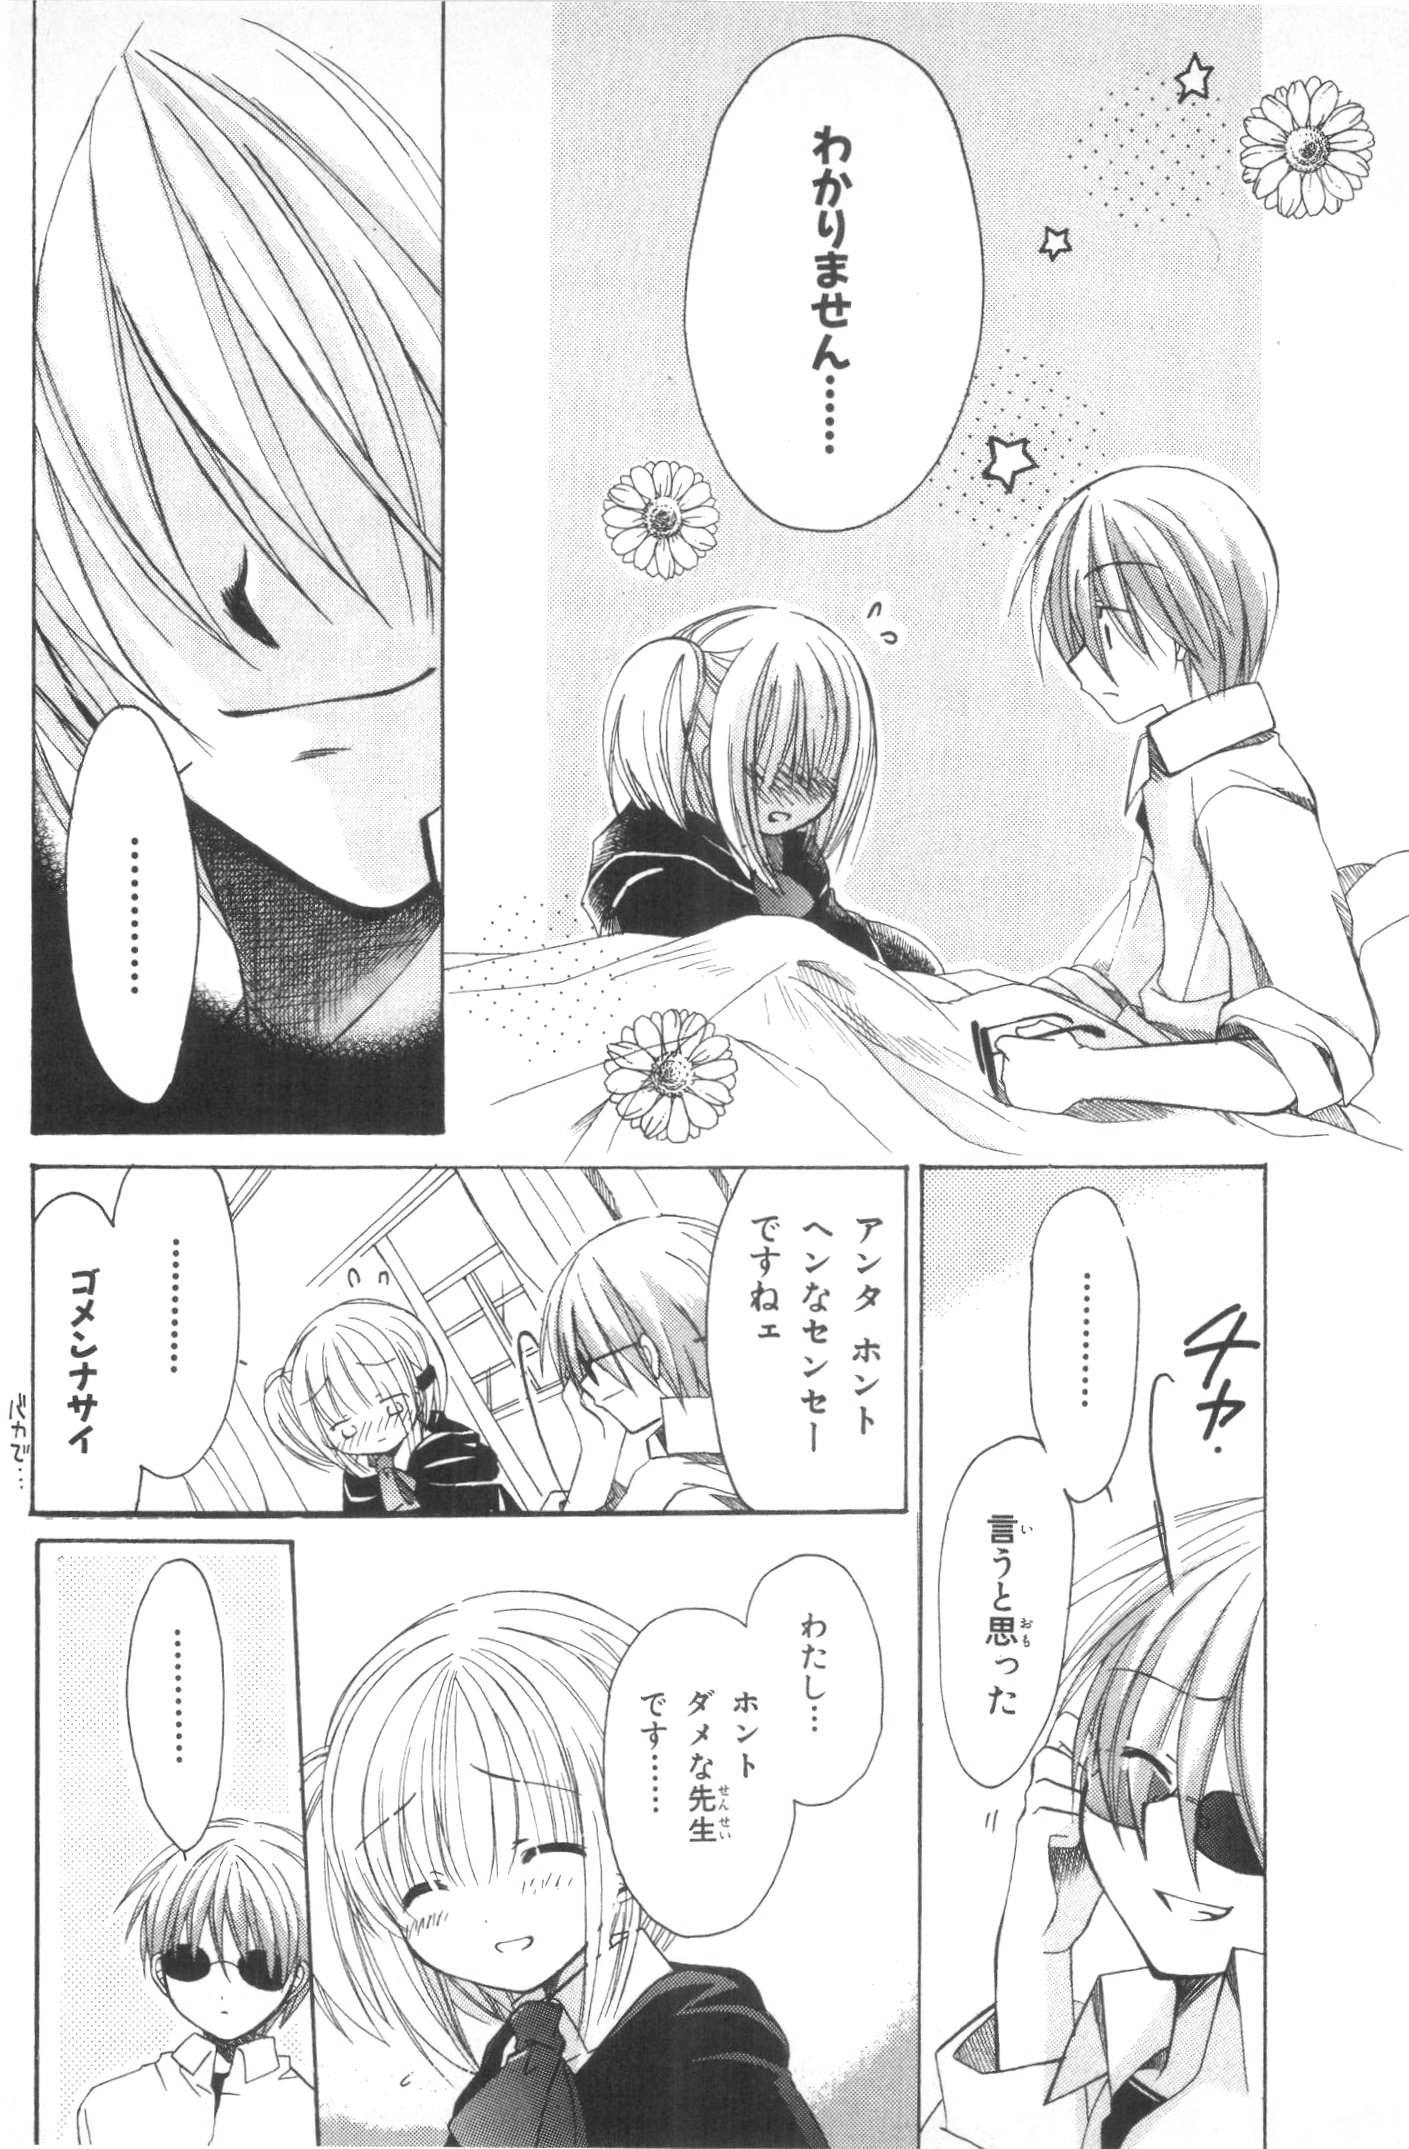 わかりません……
…………
…………
チャ.
言うと思った
アンタ ホント
ヘンなセンセー
ですねェ
…………
ゴメンナサイ
バカで…
わたし…
ホント
ダメな先生
です……
…………